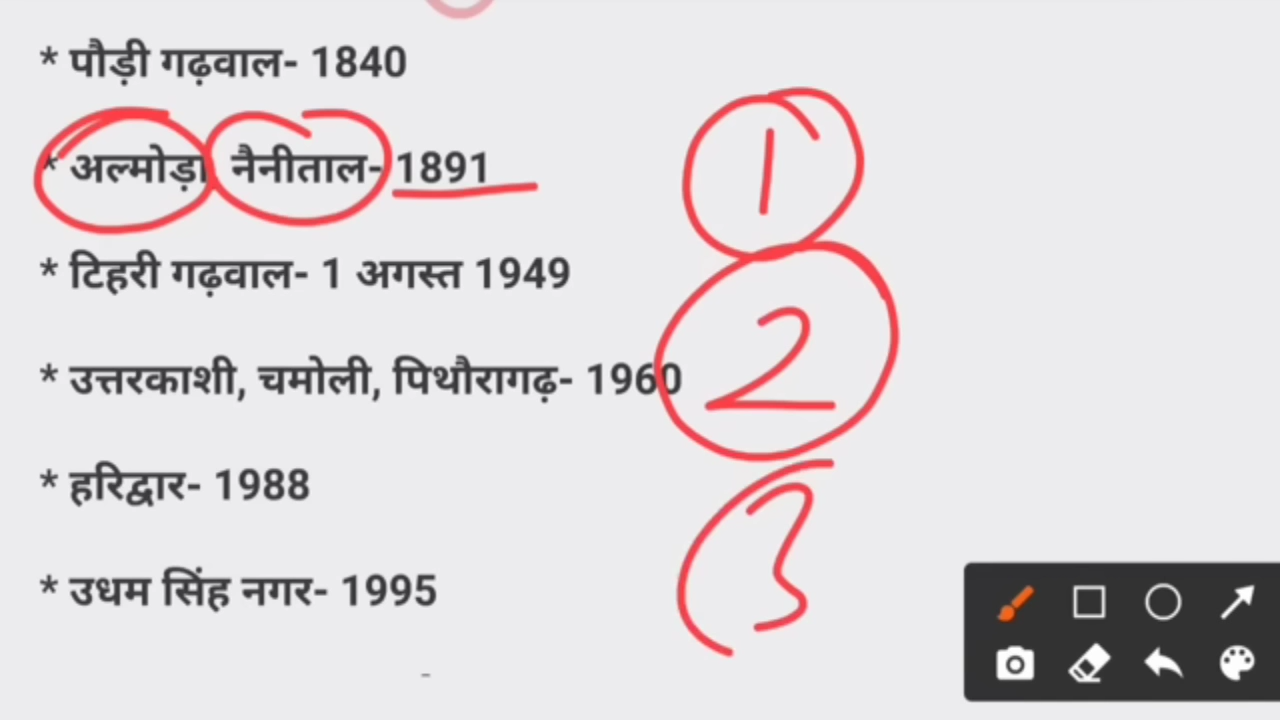 * पौड़ी गढ़वाल- 1840
* अल्मोड़ा, नैनीताल- 1891
* टिहरी गढ़वाल- 1 अगस्त 1949
* उत्तरकाशी, चमोली, पिथौरागढ़- 1960
* हरिद्वार- 1988
* उधम सिंह नगर- 1995
-
1
2
3